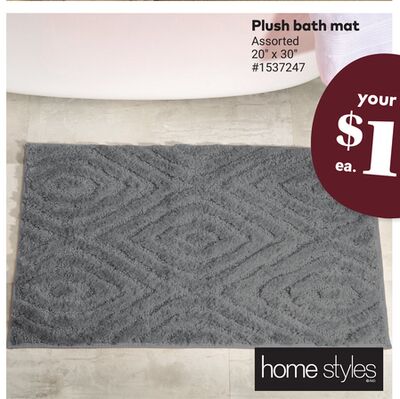 Plush bath mat
Assorted
20" x 30"
#1537247
your
$1
ea.
home styles